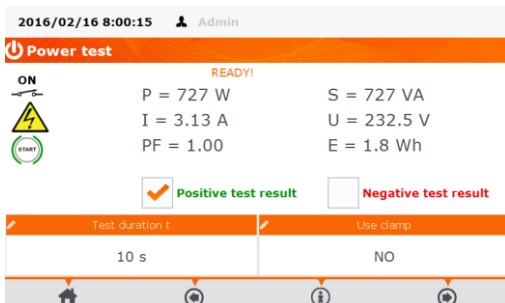 2016/02/16 8:00:15 Admin
Power test
READY!
ON
P = 727 W S = 727 VA
I = 3.13 A U = 232.5 V
START
PF = 1.00 E = 1.8 Wh
Positive test result Negative test result
Test duration t Use clamp
10 s NO